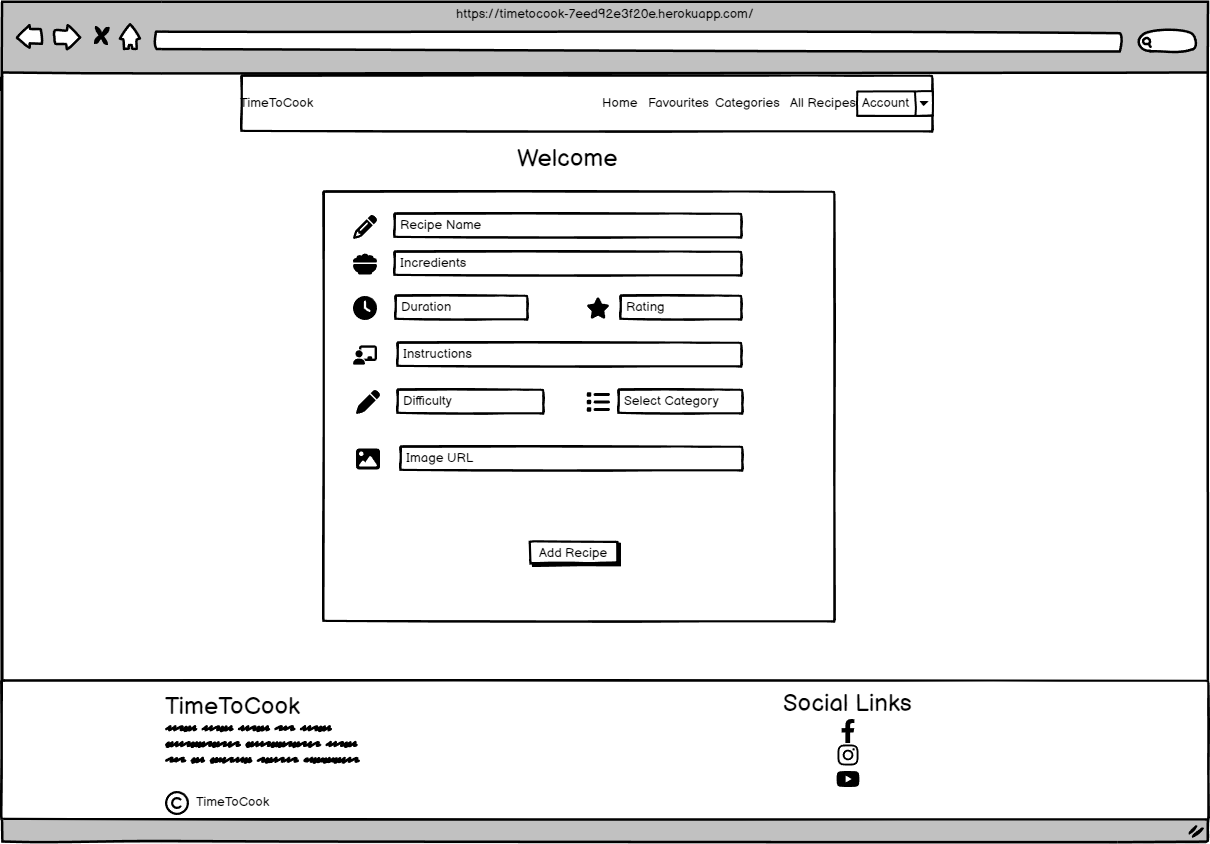 https://timetocook-7eed92e3f20e.herokuapp.com/
TimeToCook Home Favourites Categories All Recipes Account
Welcome
Recipe Name
Incredients
Duration Rating
Instructions
Difficulty Select Category
Image URL
Add Recipe
TimeToCook Social Links
© TimeToCook